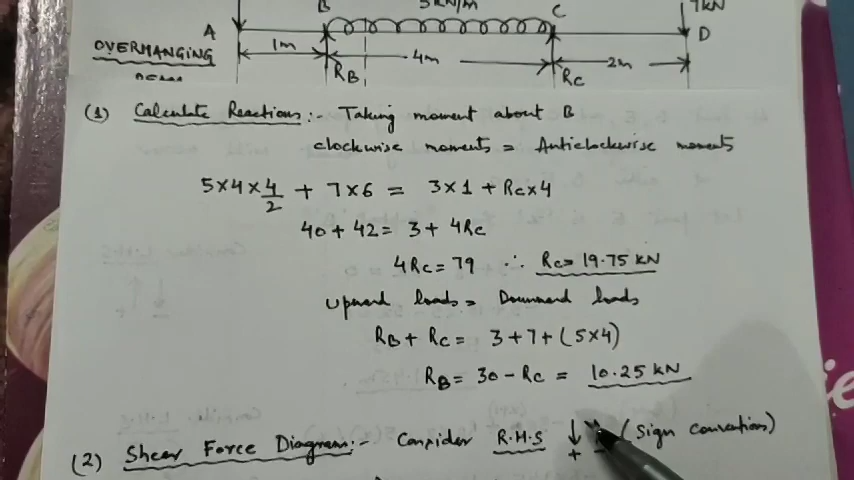 B 5 KN/m C 7KN
A D
1m 4m 2m
OVERHANGING
RB RC
(1) Calculate Reactions:- Taking moment about B
clockwise moments = Anticlockwise moments
5×4×4/2 + 7×6 = 3×1 + Rc×4
40+42 = 3+4Rc
4Rc = 79 ∴ Rc = 19.75 KN
Upward loads = Downward loads
RB + Rc = 3+7+(5×4)
RB = 30 - Rc = 10.25 KN
(2) Shear Force Diagram:- Consider R.H.S ↓ (Sign convention)
+ -